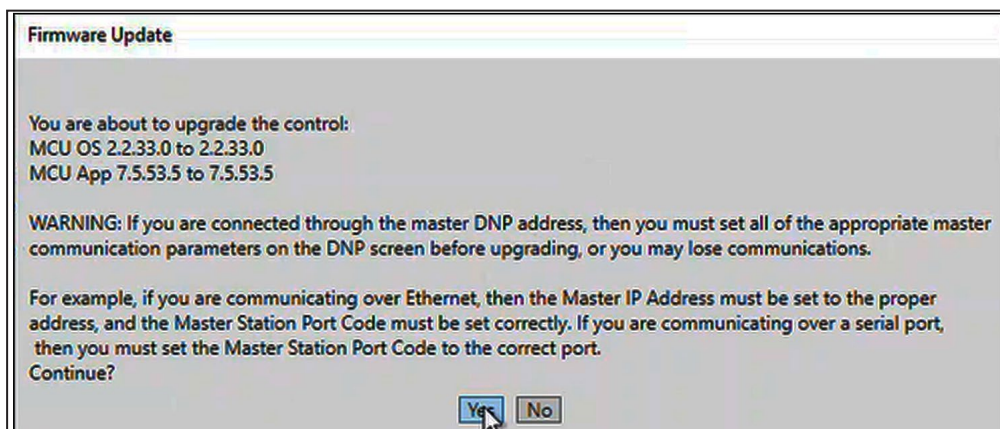 Firmware Update
You are about to upgrade the control:
MCU OS 2.2.33.0 to 2.2.33.0
MCU App 7.5.53.5 to 7.5.53.5
WARNING: If you are connected through the master DNP address, then you must set all of the appropriate master
communication parameters on the DNP screen before upgrading, or you may lose communications.
For example, if you are communicating over Ethernet, then the Master IP Address must be set to the proper
address, and the Master Station Port Code must be set correctly. If you are communicating over a serial port,
then you must set the Master Station Port Code to the correct port.
Continue?
Yes No